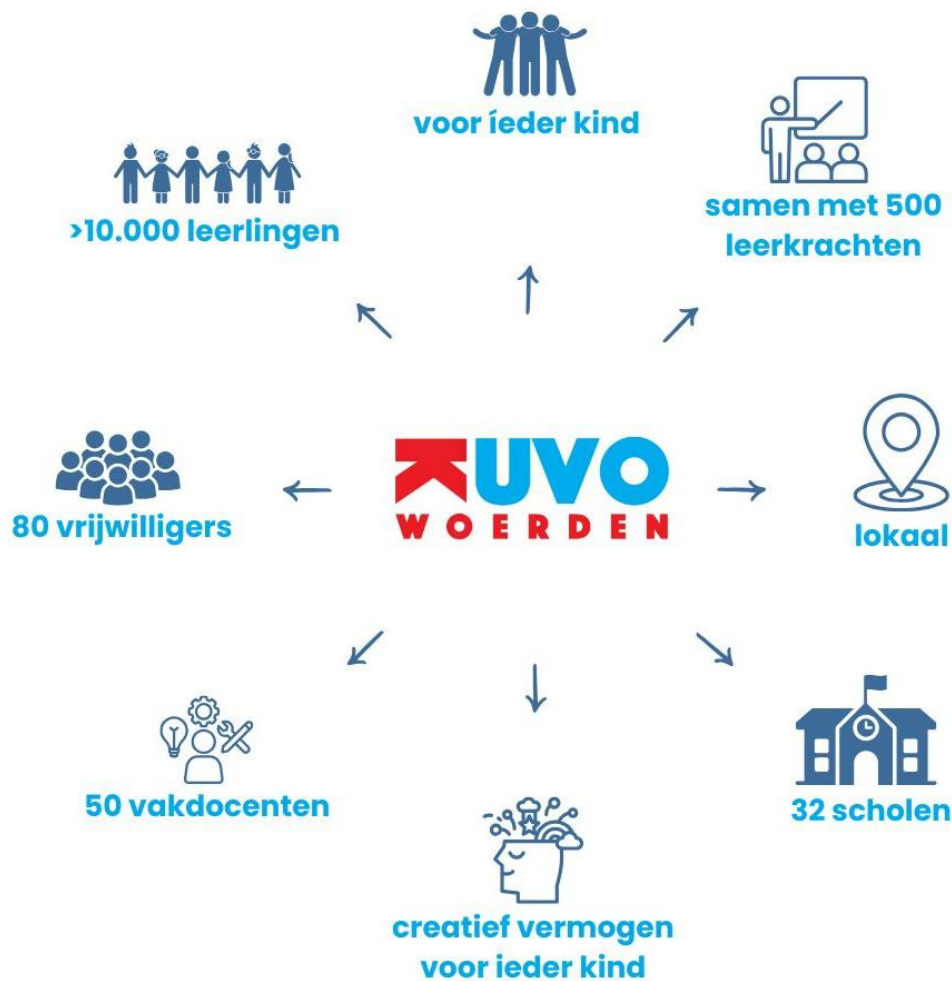 voor íeder kind
samen met 500
leerkrachten
>10.000 leerlingen
KUVO
WOERDEN
80 vrijwilligers
lokaal
50 vakdocenten
32 scholen
creatief vermogen
voor ieder kind